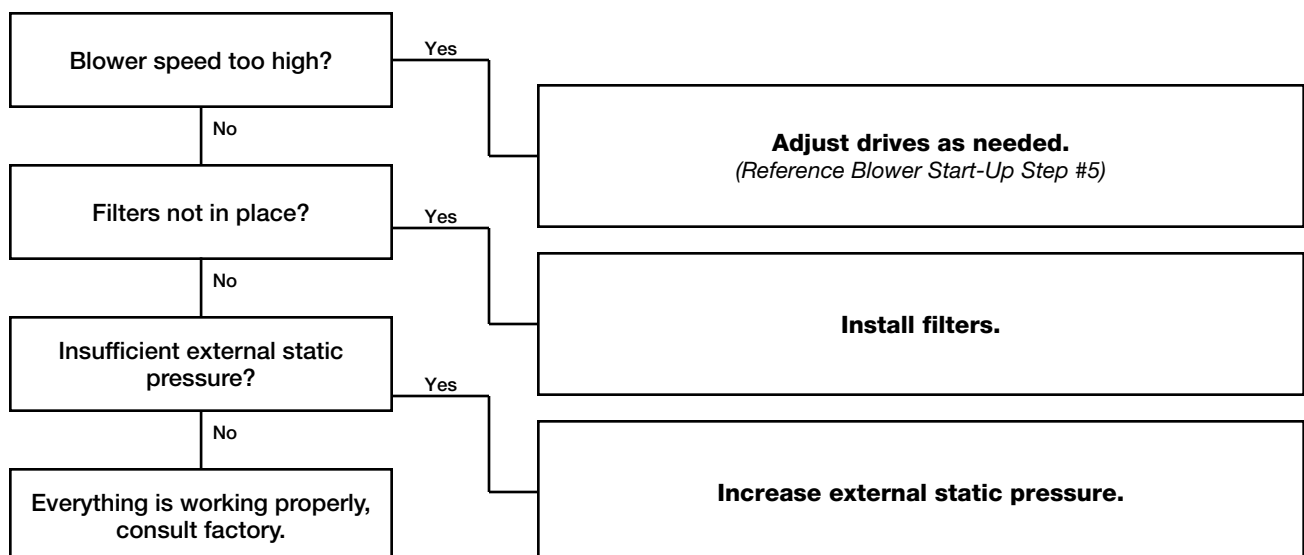 Blower speed too high?
Yes
Adjust drives as needed.
(Reference Blower Start-Up Step #5)
No
Filters not in place?
Yes
Install filters.
No
Insufficient external static
pressure?
Yes
Increase external static pressure.
No
Everything is working properly,
consult factory.